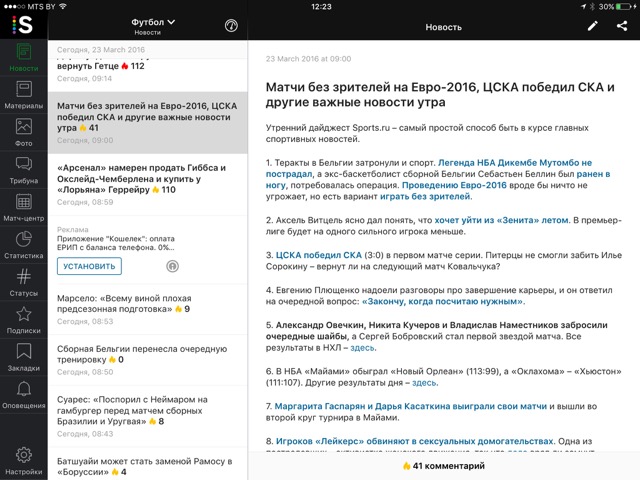 MTS BY
12:23
30%
S
Новости
Материалы
Фото
Трибуна
Матч-центр
Статистика
Статусы
Подписки
Закладки
Оповещения
Настройки
Футбол
Новости
Сегодня, 23 March 2016
вернуть Гетце 112
Сегодня, 09:14
Матчи без зрителей на Евро-2016, ЦСКА
победил СКА и другие важные новости
утра 41
Сегодня, 09:00
«Арсенал» намерен продать Гиббса и
Окслейд-Чемберлена и купить у
«Лорьяна» Геррейру 110
Сегодня, 08:59
Реклама
Приложение "Кошелек": оплата
ЕРИП с баланса телефона. 0%...
УСТАНОВИТЬ
Марсело: «Всему виной плохая
предсезонная подготовка» 9
Сегодня, 08:53
Сборная Бельгии перенесла очередную
тренировку 0
Сегодня, 08:50
Суарес: «Поспорил с Неймаром на
гамбургер перед матчем сборных
Бразилии и Уругвая» 8
Сегодня, 08:43
Батшуайи может стать заменой Рамосу в
«Боруссии» 4
Новость
23 March 2016 at 09:00
Матчи без зрителей на Евро-2016, ЦСКА победил СКА и
другие важные новости утра
Утренний дайджест Sports.ru – самый простой способ быть в курсе главных
спортивных новостей.
1. Теракты в Бельгии затронули и спорт. Легенда НБА Дикембе Мутомбо не
пострадал, а экс-баскетболист сборной Бельгии Себастьен Беллин был ранен в
ногу, потребовалась операция. Проведению Евро-2016 вроде бы ничто не
угрожает, но есть вариант играть без зрителей.
2. Аксель Витцель ясно дал понять, что хочет уйти из «Зенита» летом. В премьер-
лиге будет на одного сильного игрока меньше.
3. ЦСКА победил СКА (3:0) в первом матче серии. Питерцы не смогли забить Илье
Сорокину – вернут ли на следующий матч Ковальчука?
4. Евгению Плющенко надоели разговоры про завершение карьеры, и он ответил
на очередной вопрос: «Закончу, когда посчитаю нужным».
5. Александр Овечкин, Никита Кучеров и Владислав Наместников забросили
очередные шайбы, а Сергей Бобровский стал первой звездой матча. Все
результаты в НХЛ – здесь.
6. В НБА «Майами» обыграл «Новый Орлеан» (113:99), а «Оклахома» – «Хьюстон»
(111:107). Другие результаты дня – здесь.
7. Маргарита Гаспарян и Дарья Касаткина выиграли свои матчи и вышли во
второй круг турнира в Майами.
8. Игроков «Лейкерс» обвиняют в сексуальных домогательствах. Одна из
41 комментарий